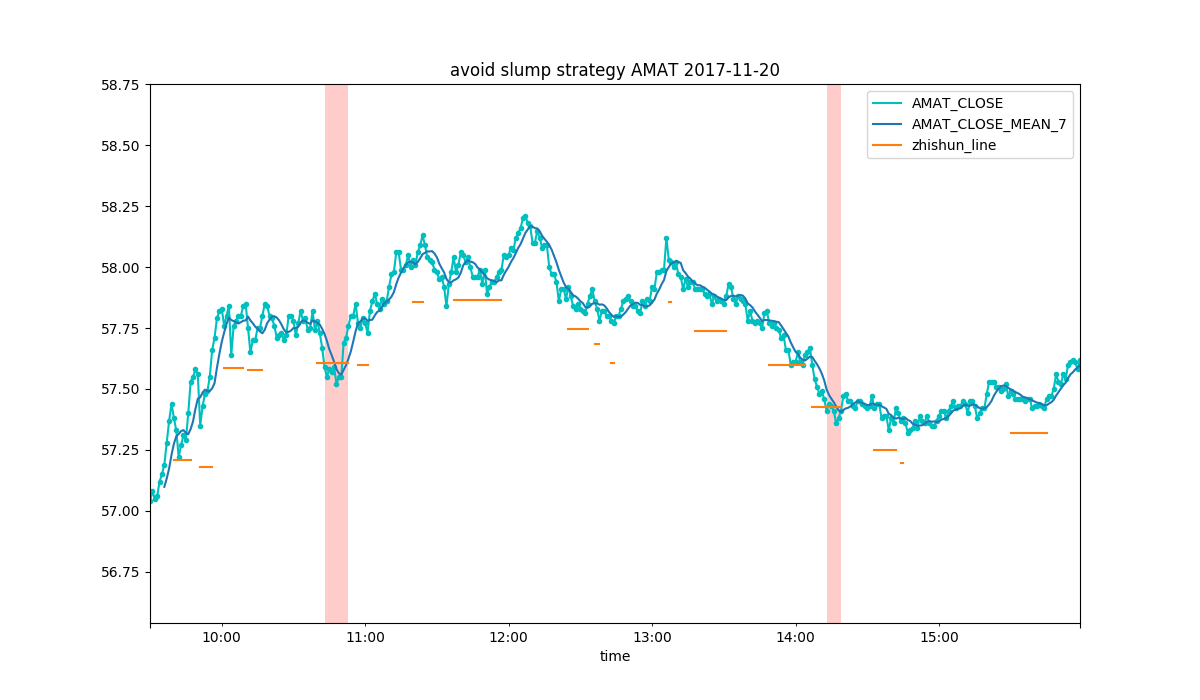 avoid slump strategy AMAT 2017-11-20
58.75
58.50
58.25
58.00
57.75
57.50
57.25
57.00
56.75
AMAT_CLOSE
AMAT_CLOSE_MEAN_7
zhishun_line
10:00 11:00 12:00 13:00 14:00 15:00
time